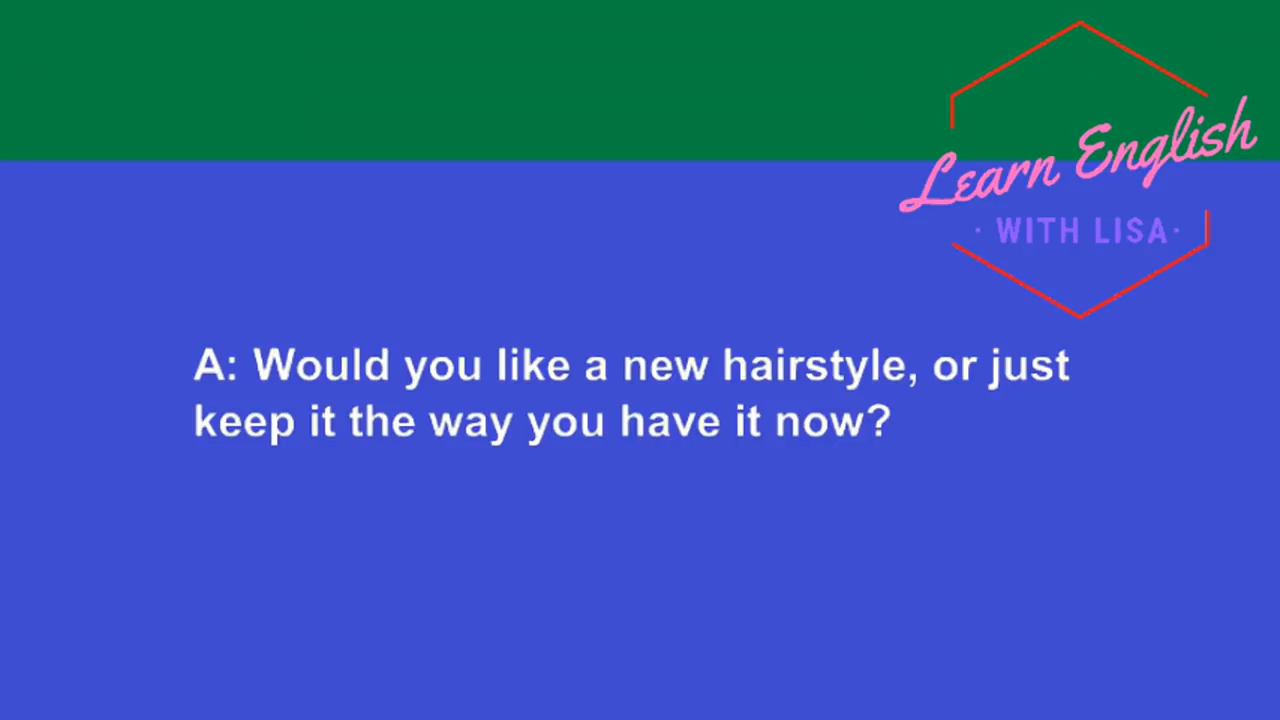 Learn English
· WITH LISA·
A: Would you like a new hairstyle, or just
keep it the way you have it now?